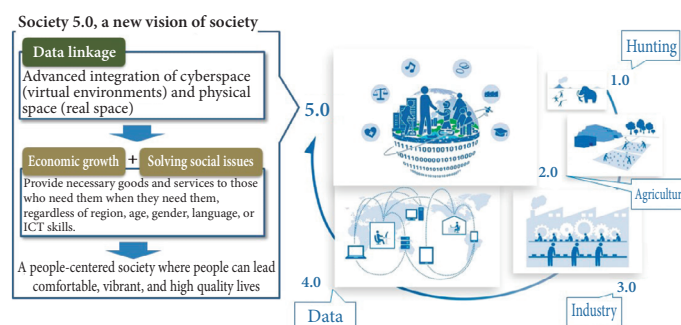 Society 5.0, a new vision of society
Data linkage
Advanced integration of cyberspace
(virtual environments) and physical
space (real space)
Economic growth + Solving social issues
Provide necessary goods and services to those
who need them when they need them,
regardless of region, age, gender, language, or
ICT skills.
A people-centered society where people can lead
comfortable, vibrant, and high quality lives
5.0
Hunting
1.0
2.0
Agricultur
4.0
Data
3.0
Industry